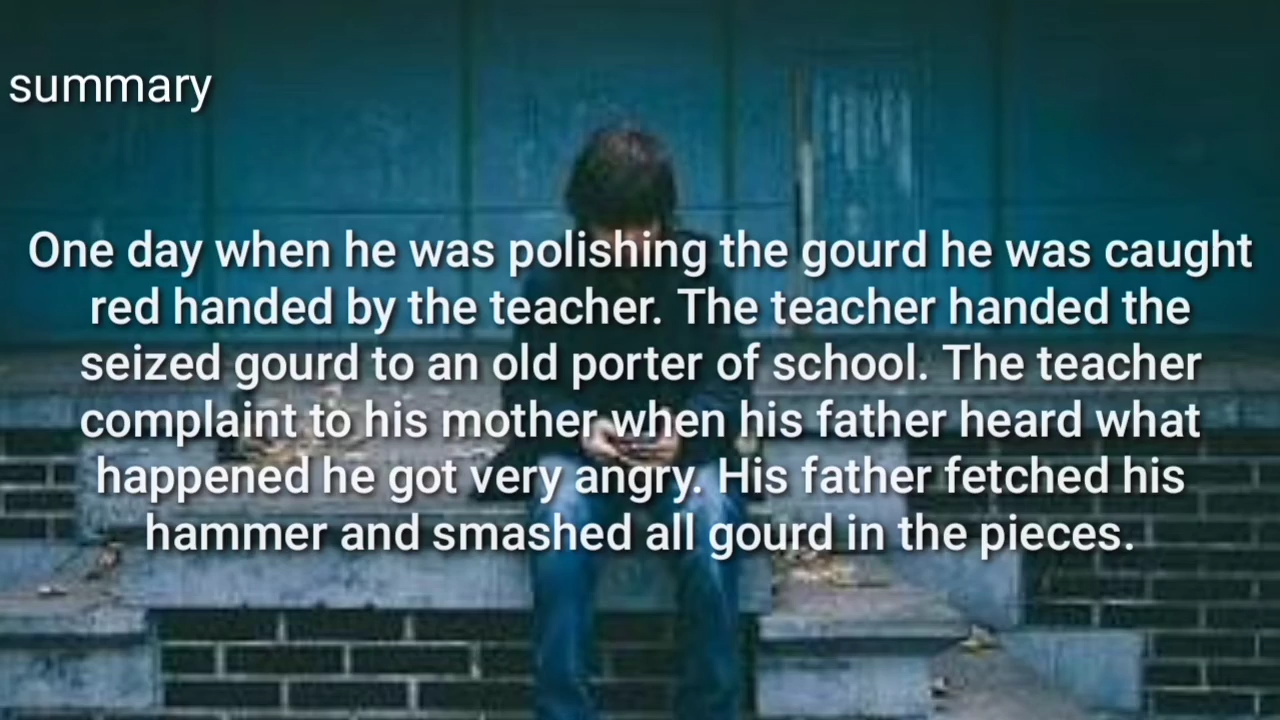 summary
One day when he was polishing the gourd he was caught
red handed by the teacher. The teacher handed the
seized gourd to an old porter of school. The teacher
complaint to his mother when his father heard what
happened he got very angry. His father fetched his
hammer and smashed all gourd in the pieces.